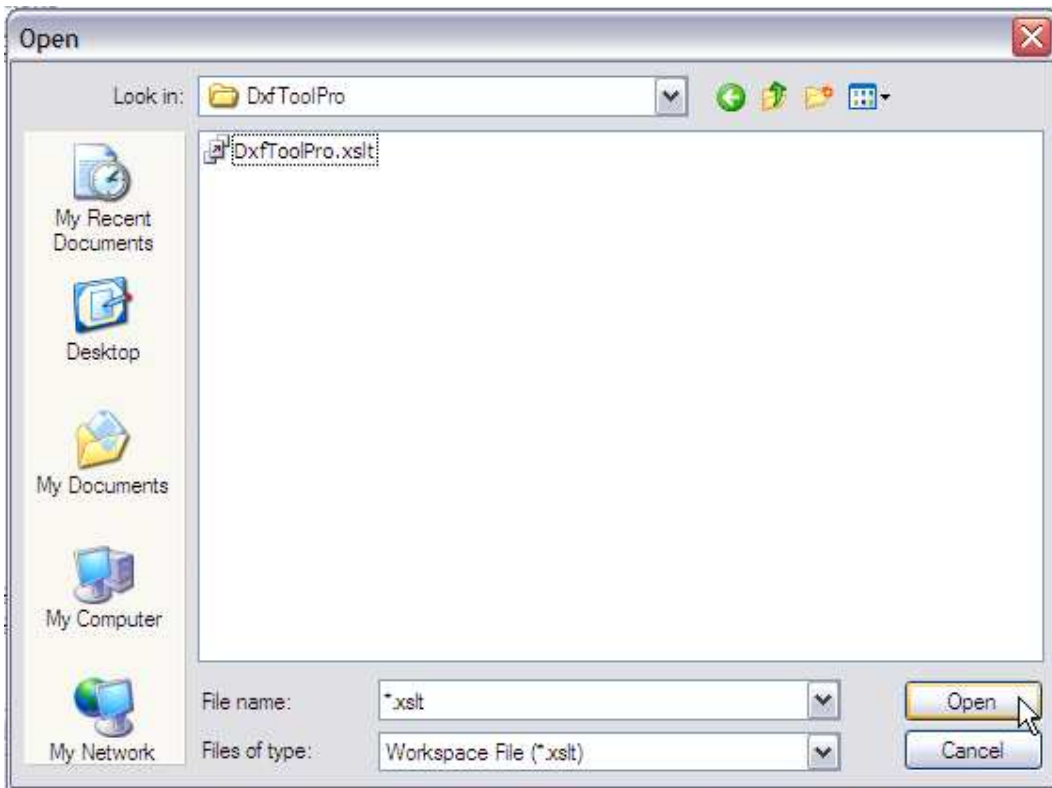 Open
Look in:
DxfToolPro
DxfToolPro.xslt
My Recent
Documents
Desktop
My Documents
My Computer
My Network
File name:
*.xslt
Open
Files of type:
Workspace File (*.xslt)
Cancel